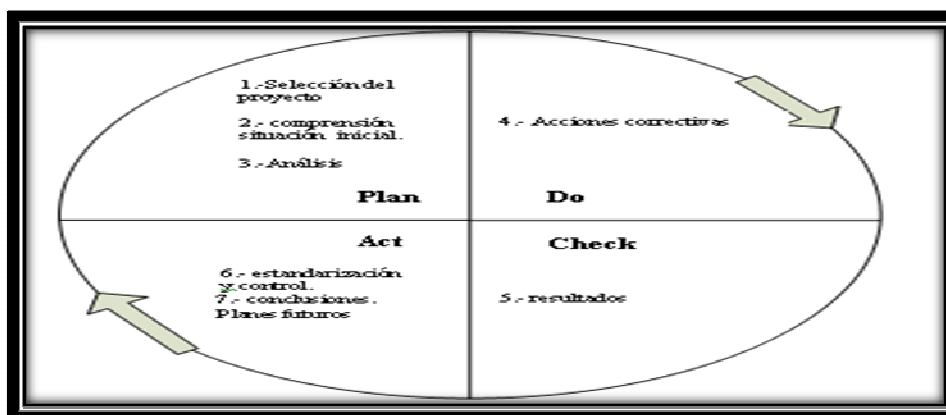 1.-Selección del
proyecto
2.- comprensión
situación inicial.
3.-Análisis
Plan
4.- Acciones correctivas
Do
Act
6.- estandarización
y control.
7.- conclusiones.
Planes futuros
Check
5.- resultados